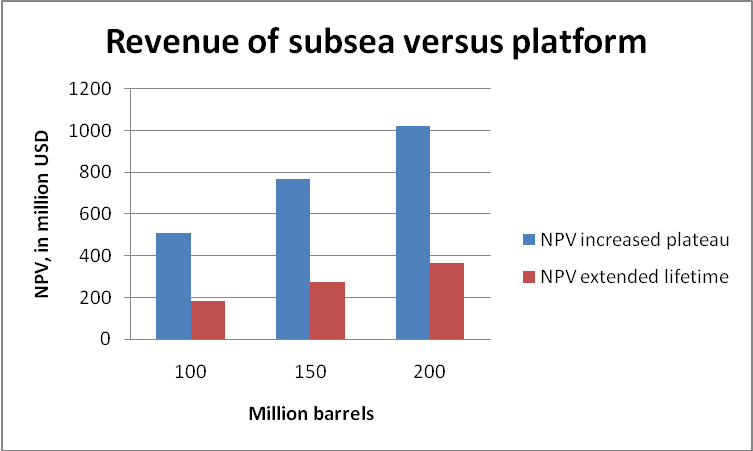 Revenue of subsea versus platform
NPV, in million USD
1200
1000
800
600
400
200
0
100 150 200
Million barrels
NPV increased plateau
NPV extended lifetime